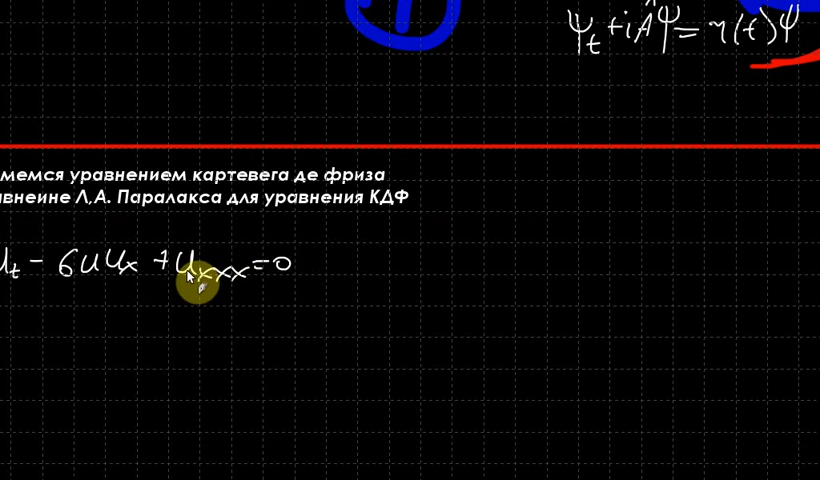 ψₜ + iÂψ = η(t)ψ
мемся уравнением картевега де фриза
авнеине Л,А. Паралакса для уравнения КДФ
uₜ - 6uuₓ + uₓₓₓ = 0